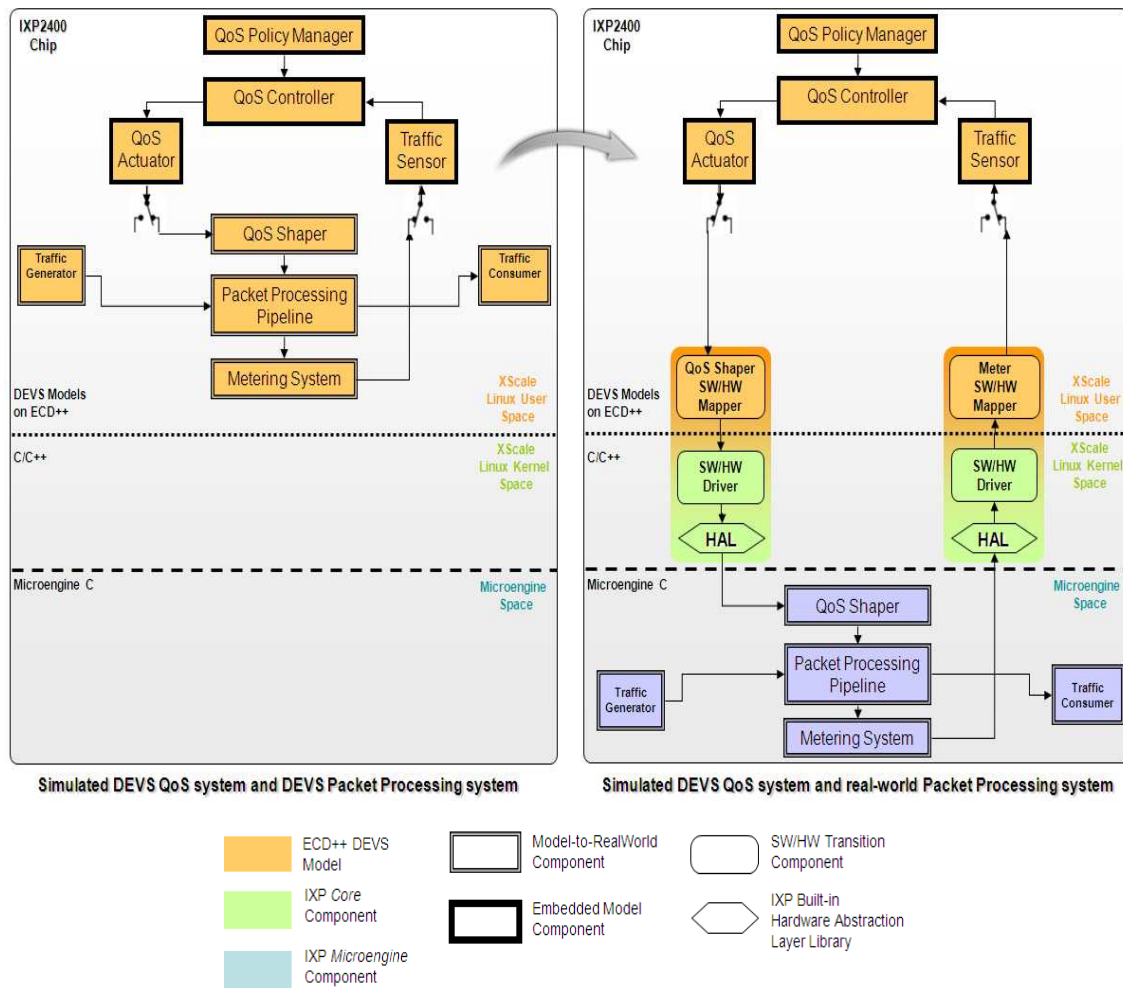 IXP2400
Chip
QoS Policy Manager
QoS Controller
QoS
Actuator
Traffic
Sensor
QoS Shaper
Traffic
Generator
Traffic
Consumer
Packet Processing
Pipeline
Metering System
DEVS Models
on ECD++
XScale
Linux User
Space
C/C++
XScale
Linux Kernel
Space
Microengine C
Microengine
Space
Simulated DEVS QoS system and DEVS Packet Processing system
IXP2400
Chip
QoS Policy Manager
QoS Controller
QoS
Actuator
Traffic
Sensor
QoS Shaper
SW/HW
Mapper
Meter
SW/HW
Mapper
DEVS Models
on ECD++
XScale
Linux User
Space
C/C++
SW/HW
Driver
SW/HW
Driver
XScale
Linux Kernel
Space
HAL
HAL
Microengine C
Microengine
Space
QoS Shaper
Packet Processing
Pipeline
Traffic
Generator
Traffic
Consumer
Metering System
Simulated DEVS QoS system and real-world Packet Processing system
ECD++ DEVS
Model
Model-to-RealWorld
Component
SW/HW Transition
Component
IXP Core
Component
Embedded Model
Component
IXP Built-in
Hardware Abstraction
Layer Library
IXP Microengine
Component